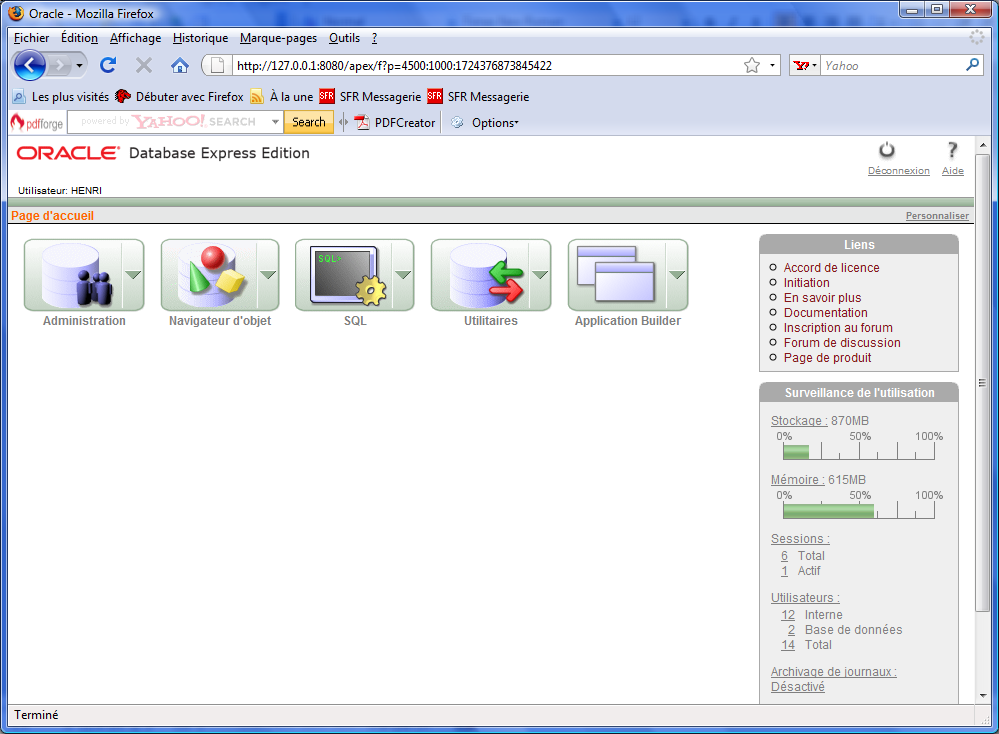 Oracle - Mozilla Firefox
Fichier Édition Affichage Historique Marque-pages Outils ?
http://127.0.0.1:8080/apex/f?p=4500:1000:1724376873845422 Yahoo
Les plus visités Débuter avec Firefox À la une SFR SFR Messagerie SFR SFR Messagerie
pdfforge powered by YAHOO! SEARCH Search PDFCreator Options
ORACLE Database Express Edition
Déconnexion ? Aide
Utilisateur: HENRI
Page d'accueil Personnaliser
SQL>
Administration Navigateur d'objet SQL Utilitaires Application Builder
Liens
Accord de licence
Initiation
En savoir plus
Documentation
Inscription au forum
Forum de discussion
Page de produit
Surveillance de l'utilisation
Stockage : 870MB
0% 50% 100%
Mémoire : 615MB
0% 50% 100%
Sessions :
6 Total
1 Actif
Utilisateurs :
12 Interne
2 Base de données
14 Total
Archivage de journaux :
Désactivé
Terminé